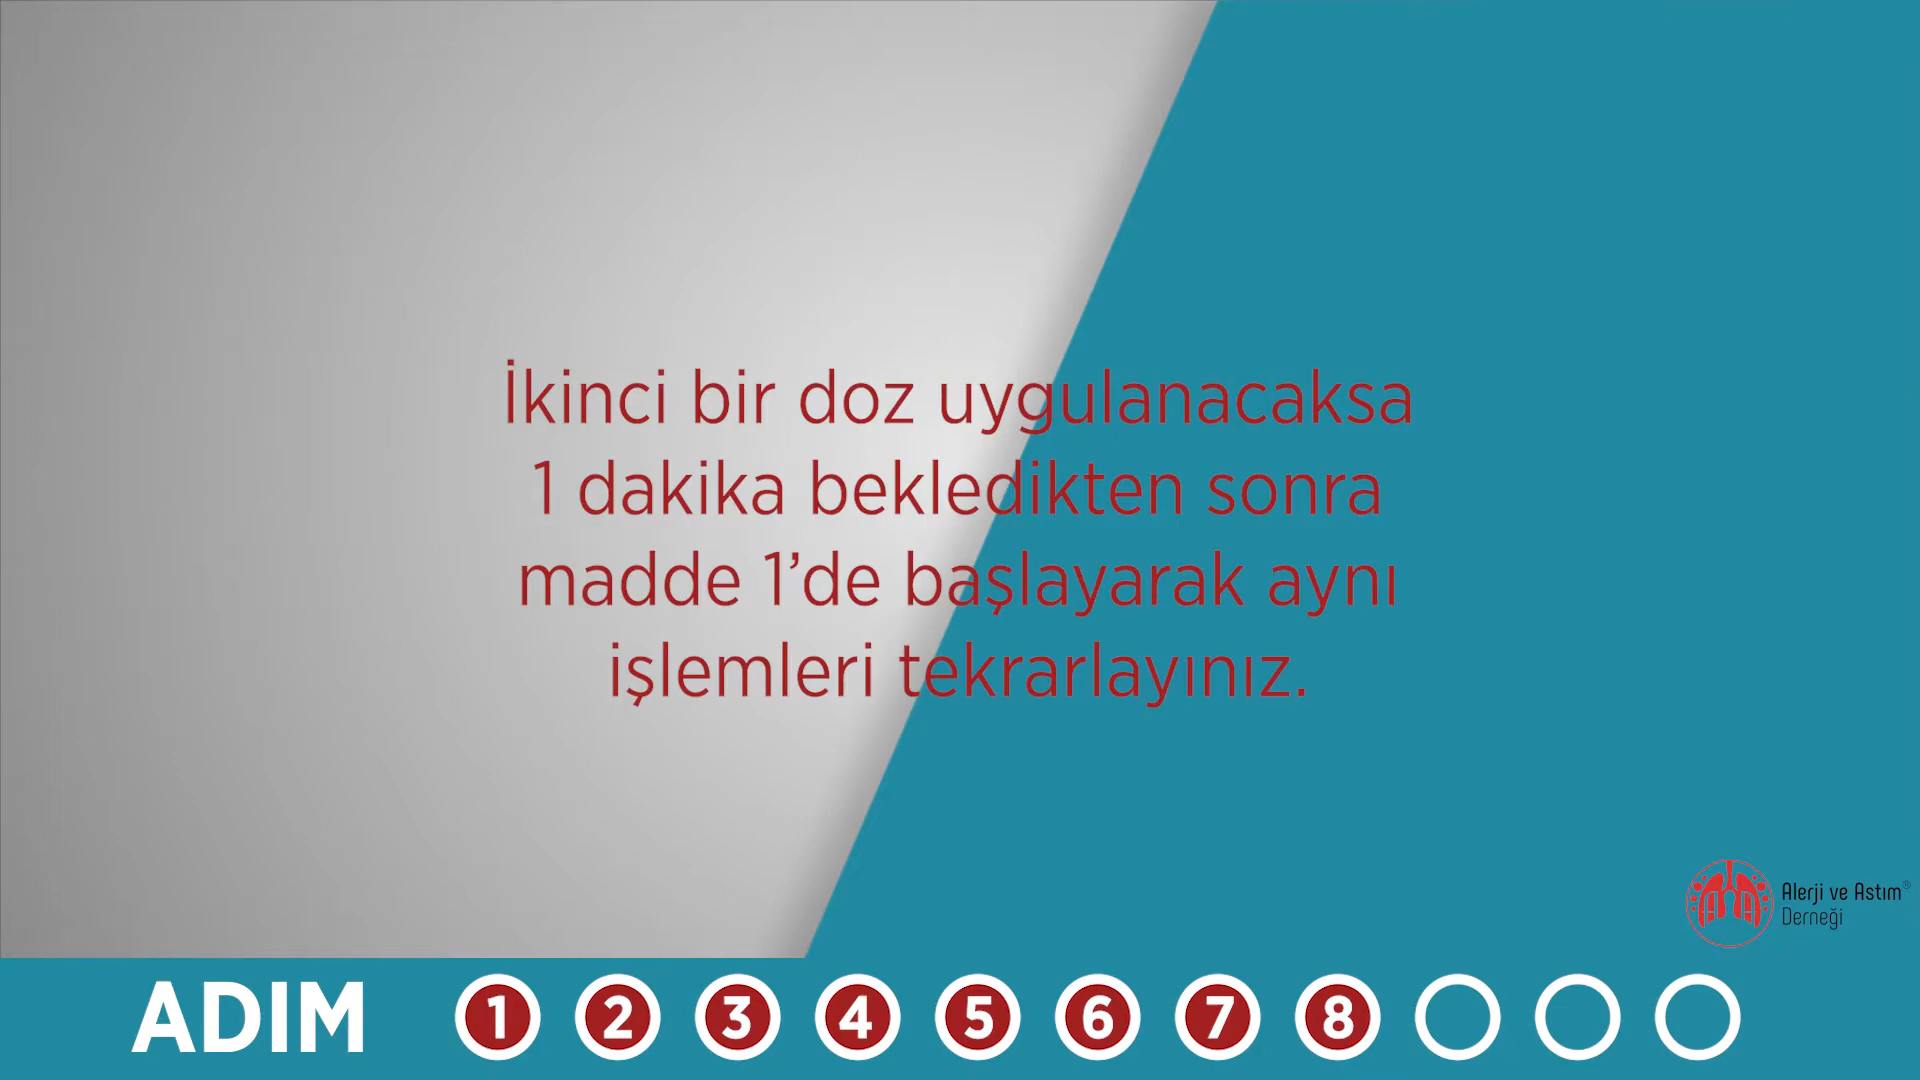 İkinci bir doz uygulanacaksa
1 dakika bekledikten sonra
madde 1’de başlayarak aynı
işlemleri tekrarlayınız.
Alerji ve Astım®
Derneği
ADIM 1 2 3 4 5 6 7 8